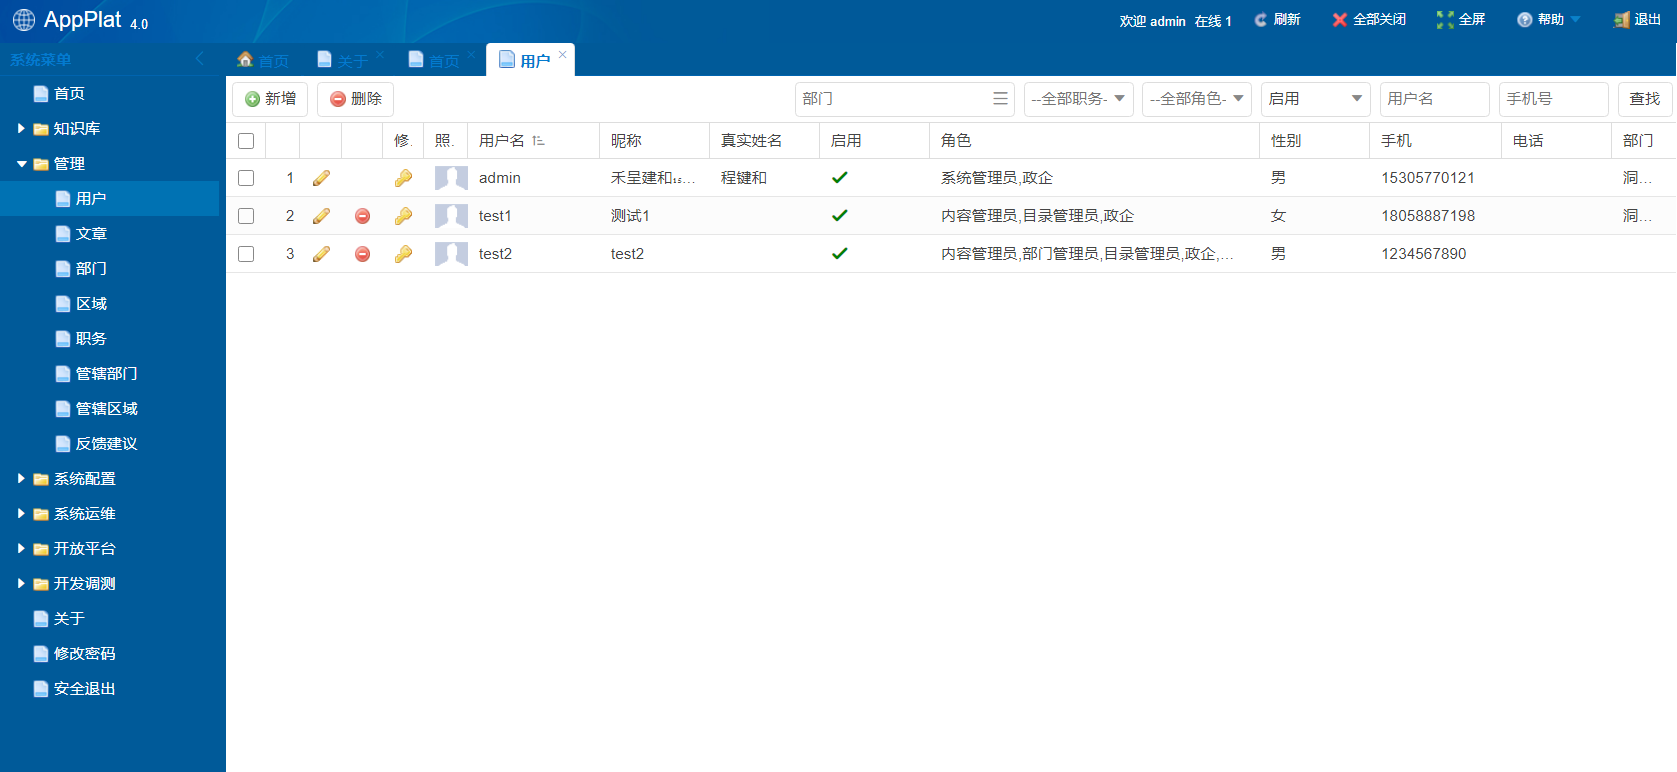 AppPlat 4.0
欢迎 admin 在线 1 刷新 全部关闭 全屏 帮助 退出
系统菜单
首页
知识库
管理
用户
文章
部门
区域
职务
管辖部门
管辖区域
反馈建议
系统配置
系统运维
开放平台
开发调测
关于
修改密码
安全退出
首页 关于 首页 用户
新增 删除 部门 --全部职务- --全部角色- 启用 用户名 手机号 查找
修. 照. 用户名 昵称 真实姓名 启用 角色 性别 手机 电话 部门
1 admin 禾呈建和... 程键和 系统管理员,政企 男 15305770121 洞...
2 test1 测试1 内容管理员,目录管理员,政企 女 18058887198 洞...
3 test2 test2 内容管理员,部门管理员,目录管理员,政企,... 男 1234567890